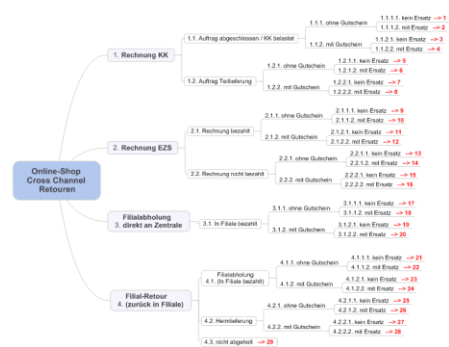 Online-Shop
Cross Channel
Retouren
1. Rechnung KK
1.1. Auftrag abgeschlossen / KK belastet
1.1.1. ohne Gutschein
1.1.1.1. kein Ersatz --> 1
1.1.1.2. mit Ersatz --> 2
1.1.2. mit Gutschein
1.1.2.1. kein Ersatz --> 3
1.1.2.2. mit Ersatz --> 4
1.2. Auftrag Teillieferung
1.2.1. ohne Gutschein
1.2.1.1. kein Ersatz --> 5
1.2.1.2. mit Ersatz --> 6
1.2.2. mit Gutschein
1.2.2.1. kein Ersatz --> 7
1.2.2.2. mit Ersatz --> 8
2. Rechnung EZS
2.1. Rechnung bezahlt
2.1.1. ohne Gutschein
2.1.1.1. kein Ersatz --> 9
2.1.1.2. mit Ersatz --> 10
2.1.2. mit Gutschein
2.1.2.1. kein Ersatz --> 11
2.1.2.2. mit Ersatz --> 12
2.2. Rechnung nicht bezahlt
2.2.1. ohne Gutschein
2.2.1.1. kein Ersatz --> 13
2.2.1.2. mit Ersatz --> 14
2.2.2. mit Gutschein
2.2.2.1. kein Ersatz --> 15
2.2.2.2. mit Ersatz --> 16
Filialabholung
3. direkt an Zentrale
3.1. In Filiale bezahlt
3.1.1. ohne Gutschein
3.1.1.1. kein Ersatz --> 17
3.1.1.2. mit Ersatz --> 18
3.1.2. mit Gutschein
3.1.2.1. kein Ersatz --> 19
3.1.2.2. mit Ersatz --> 20
Filial-Retour
4. (zurück in Filiale)
Filialabholung
4.1. (In Filiale bezahlt)
4.1.1. ohne Gutschein
4.1.1.1. kein Ersatz --> 21
4.1.1.2. mit Ersatz --> 22
4.1.2. mit Gutschein
4.1.2.1. kein Ersatz --> 23
4.1.2.2. mit Ersatz --> 24
4.2. Heimlieferung
4.2.1. ohne Gutschein
4.2.1.1. kein Ersatz --> 25
4.2.1.2. mit Ersatz --> 26
4.2.2. mit Gutschein
4.2.2.1. kein Ersatz --> 27
4.2.2.2. mit Ersatz --> 28
4.3. nicht abgeholt --> 29